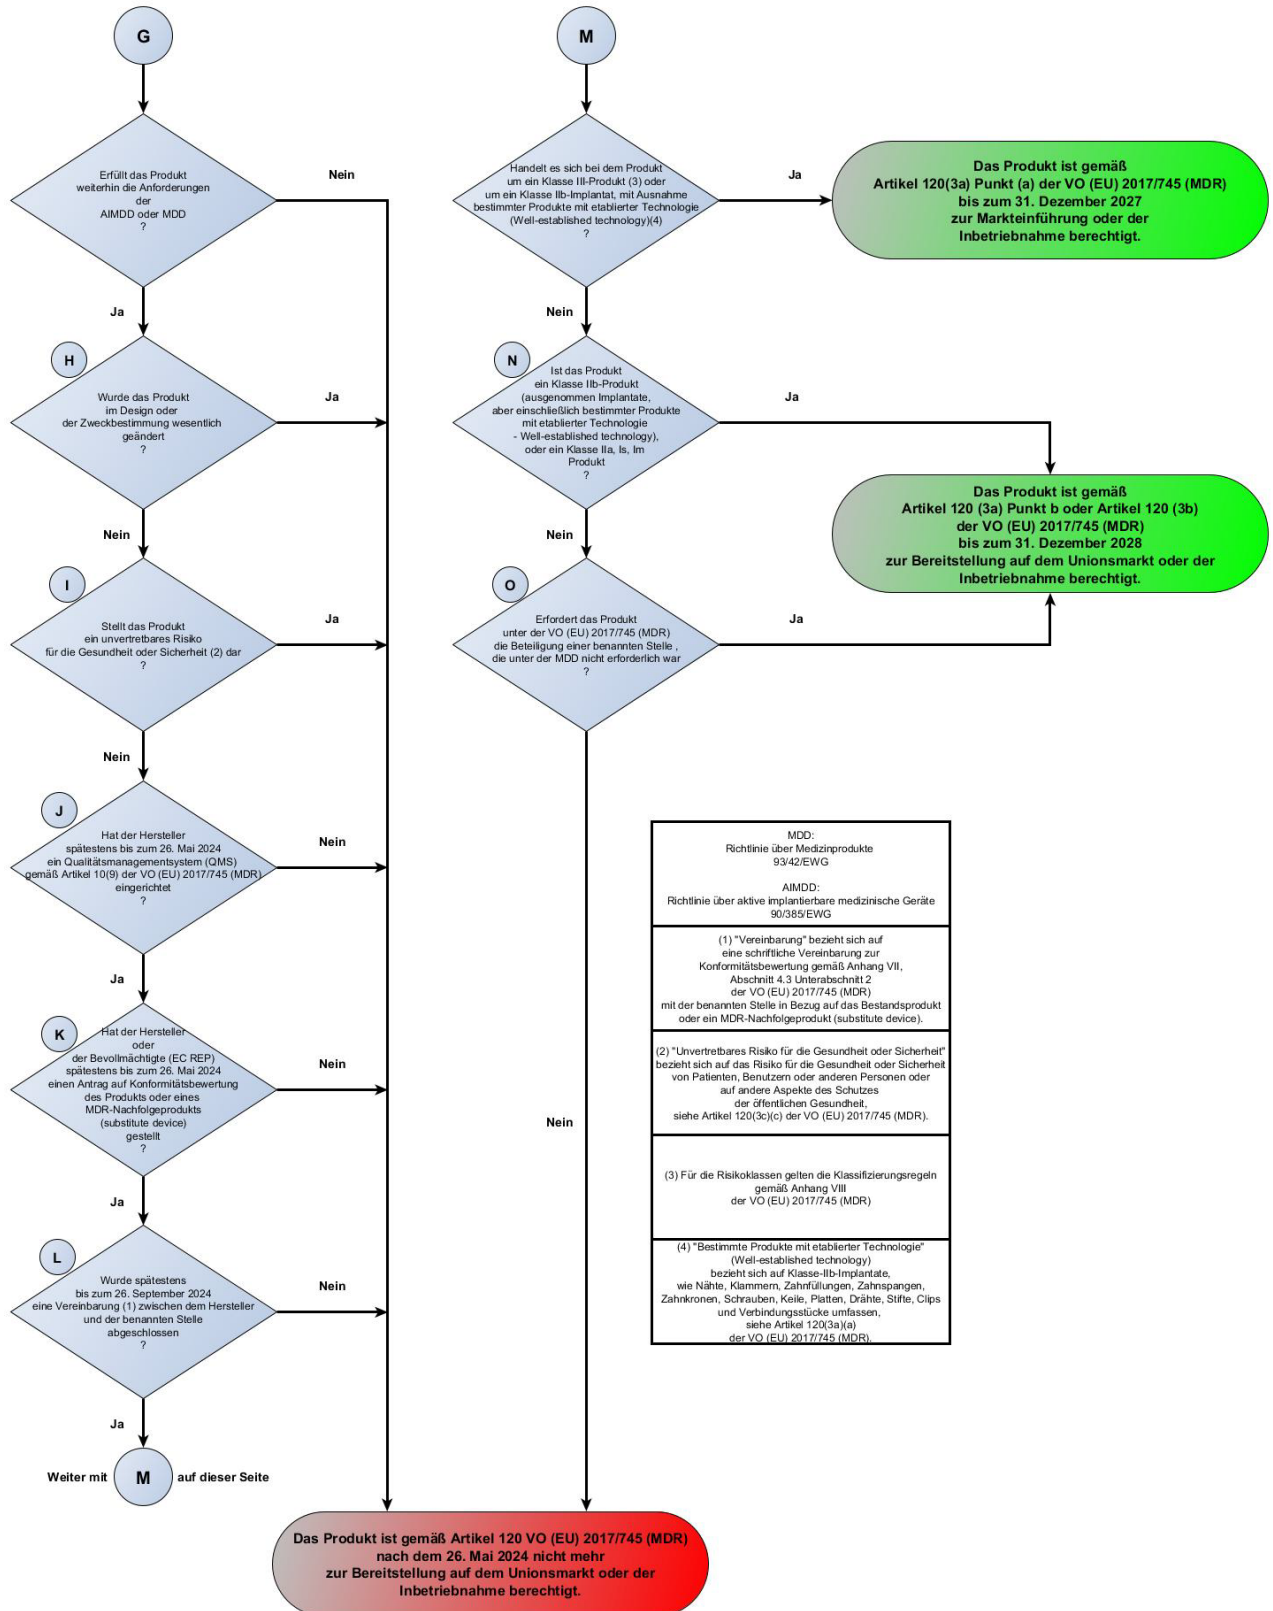 G
Erfüllt das Produkt
weiterhin die Anforderungen
der
AIMDD oder MDD
?
Nein
Ja
H
Wurde das Produkt
im Design oder
der Zweckbestimmung wesentlich
geändert
?
Ja
Nein
I
Stellt das Produkt
ein unvertretbares Risiko
für die Gesundheit oder Sicherheit (2) dar
?
Ja
Nein
J
Hat der Hersteller
spätestens bis zum 26. Mai 2024
ein Qualitätsmanagementsystem (QMS)
gemäß Artikel 10(9) der VO (EU) 2017/745 (MDR)
eingerichtet
?
Nein
Ja
K
Hat der Hersteller
oder
der Bevollmächtigte (EC REP)
spätestens bis zum 26. Mai 2024
einen Antrag auf Konformitätsbewertung
des Produkts oder eines
MDR-Nachfolgeprodukts
(substitute device)
gestellt
?
Nein
Ja
L
Wurde spätestens
bis zum 26. September 2024
eine Vereinbarung (1) zwischen dem Hersteller
und der benannten Stelle
abgeschlossen
?
Nein
Ja
Weiter mit M auf dieser Seite
M
Handelt es sich bei dem Produkt
um ein Klasse III-Produkt (3) oder
um ein Klasse IIb-Implantat, mit Ausnahme
bestimmter Produkte mit etablierter Technologie
(Well-established technology)(4)
?
Ja
Das Produkt ist gemäß
Artikel 120(3a) Punkt (a) der VO (EU) 2017/745 (MDR)
bis zum 31. Dezember 2027
zur Markteinführung oder der
Inbetriebnahme berechtigt.
Nein
N
Ist das Produkt
ein Klasse IIb-Produkt
(ausgenommen Implantate,
aber einschließlich bestimmter Produkte
mit etablierter Technologie
- Well-established technology),
oder ein Klasse IIa, Is, Im
Produkt
?
Ja
Das Produkt ist gemäß
Artikel 120 (3a) Punkt b oder Artikel 120 (3b)
der VO (EU) 2017/745 (MDR)
bis zum 31. Dezember 2028
zur Bereitstellung auf dem Unionsmarkt oder der
Inbetriebnahme berechtigt.
Nein
O
Erfordert das Produkt
unter der VO (EU) 2017/745 (MDR)
die Beteiligung einer benannten Stelle ,
die unter der MDD nicht erforderlich war
?
Ja
Nein
MDD:
Richtlinie über Medizinprodukte
93/42/EWG
AIMDD:
Richtlinie über aktive implantierbare medizinische Geräte
90/385/EWG
(1) "Vereinbarung" bezieht sich auf
eine schriftliche Vereinbarung zur
Konformitätsbewertung gemäß Anhang VII,
Abschnitt 4.3 Unterabschnitt 2
der VO (EU) 2017/745 (MDR)
mit der benannten Stelle in Bezug auf das Bestandsprodukt
oder ein MDR-Nachfolgeprodukt (substitute device).
(2) "Unvertretbares Risiko für die Gesundheit oder Sicherheit"
bezieht sich auf das Risiko für die Gesundheit oder Sicherheit
von Patienten, Benutzern oder anderen Personen oder
auf andere Aspekte des Schutzes
der öffentlichen Gesundheit,
siehe Artikel 120(3c)(c) der VO (EU) 2017/745 (MDR).
(3) Für die Risikoklassen gelten die Klassifizierungsregeln
gemäß Anhang VIII
der VO (EU) 2017/745 (MDR)
(4) "Bestimmte Produkte mit etablierter Technologie"
(Well-established technology)
bezieht sich auf Klasse-IIb-Implantate,
wie Nähte, Klammern, Zahnfüllungen, Zahnspangen,
Zahnkronen, Schrauben, Keile, Platten, Drähte, Stifte, Clips
und Verbindungsstücke umfassen,
siehe Artikel 120(3a)(a)
der VO (EU) 2017/745 (MDR).
Das Produkt ist gemäß Artikel 120 VO (EU) 2017/745 (MDR)
nach dem 26. Mai 2024 nicht mehr
zur Bereitstellung auf dem Unionsmarkt oder der
Inbetriebnahme berechtigt.